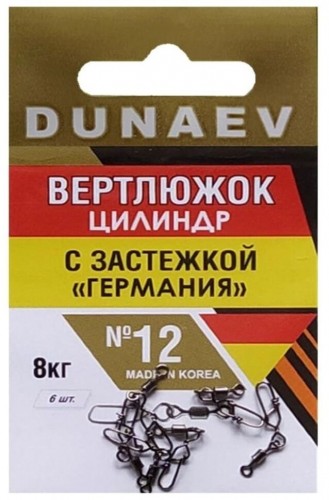 DUNAEV
ВЕРТЛЮЖОК
ЦИЛИНДР
С ЗАСТЕЖКОЙ
«ГЕРМАНИЯ»
№12
MADE IN KOREA
8КГ
6 шт.